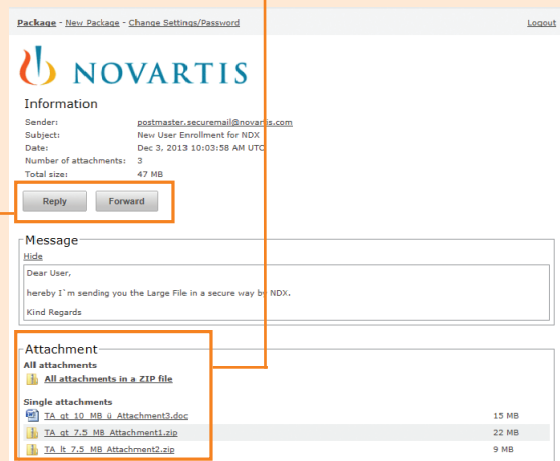 Package - New Package - Change Settings/Password Logout
NOVARTIS
Information
Sender: postmaster.securemail@novartis.com
Subject: New User Enrollment for NDX
Date: Dec 3, 2013 10:03:58 AM UTC
Number of attachments: 3
Total size: 47 MB
Reply Forward
Message
Hide
Dear User,
hereby I`m sending you the Large File in a secure way by NDX.
Kind Regards
Attachment
All attachments
All attachments in a ZIP file
Single attachments
TA_gt_10_MB_ü_Attachment3.doc 15 MB
TA_gt_7.5_MB_Attachment1.zip 22 MB
TA_lt_7.5_MB_Attachment2.zip 9 MB